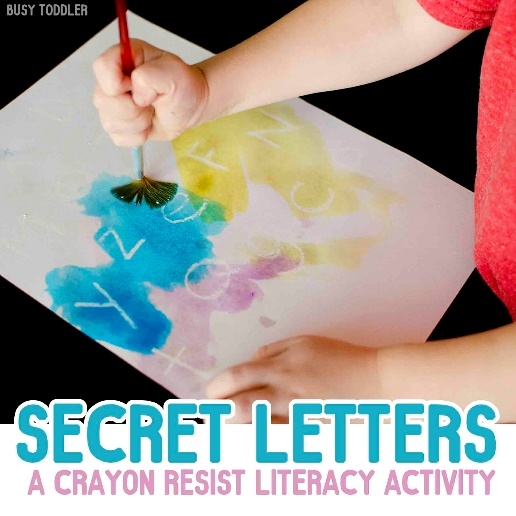 BUSY TODDLER
F N
Z E C
Y O
SECRET LETTERS
A CRAYON RESIST LITERACY ACTIVITY